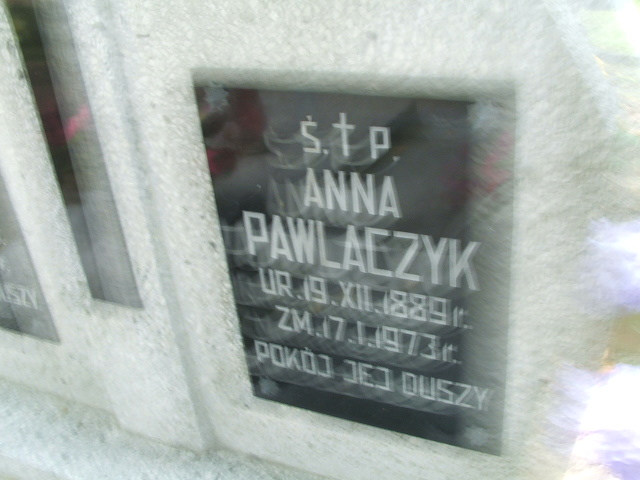 Ś. † P.
ANNA
PAWLACZYK
UR. 19. XII. 1889 r.
ZM. 17. I. 1973 r.
POKÓJ JEJ DUSZY